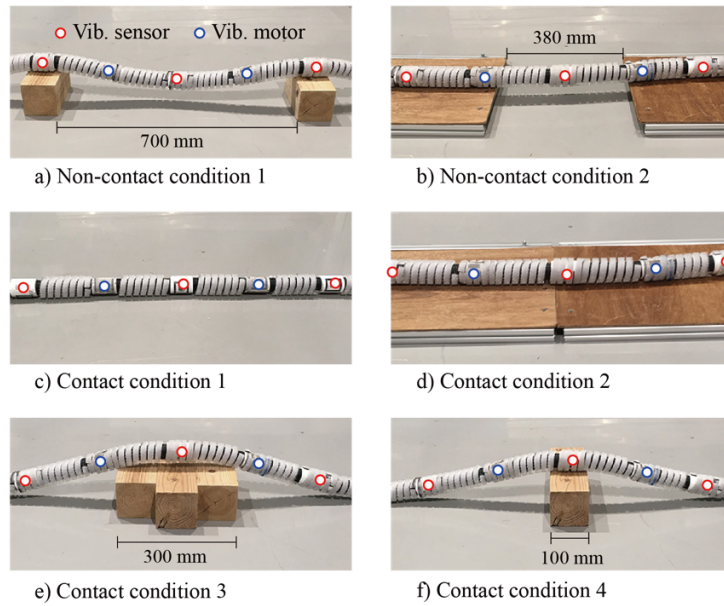 Vib. sensor Vib. motor
700 mm
380 mm
a) Non-contact condition 1
b) Non-contact condition 2
c) Contact condition 1
d) Contact condition 2
300 mm
100 mm
e) Contact condition 3
f) Contact condition 4